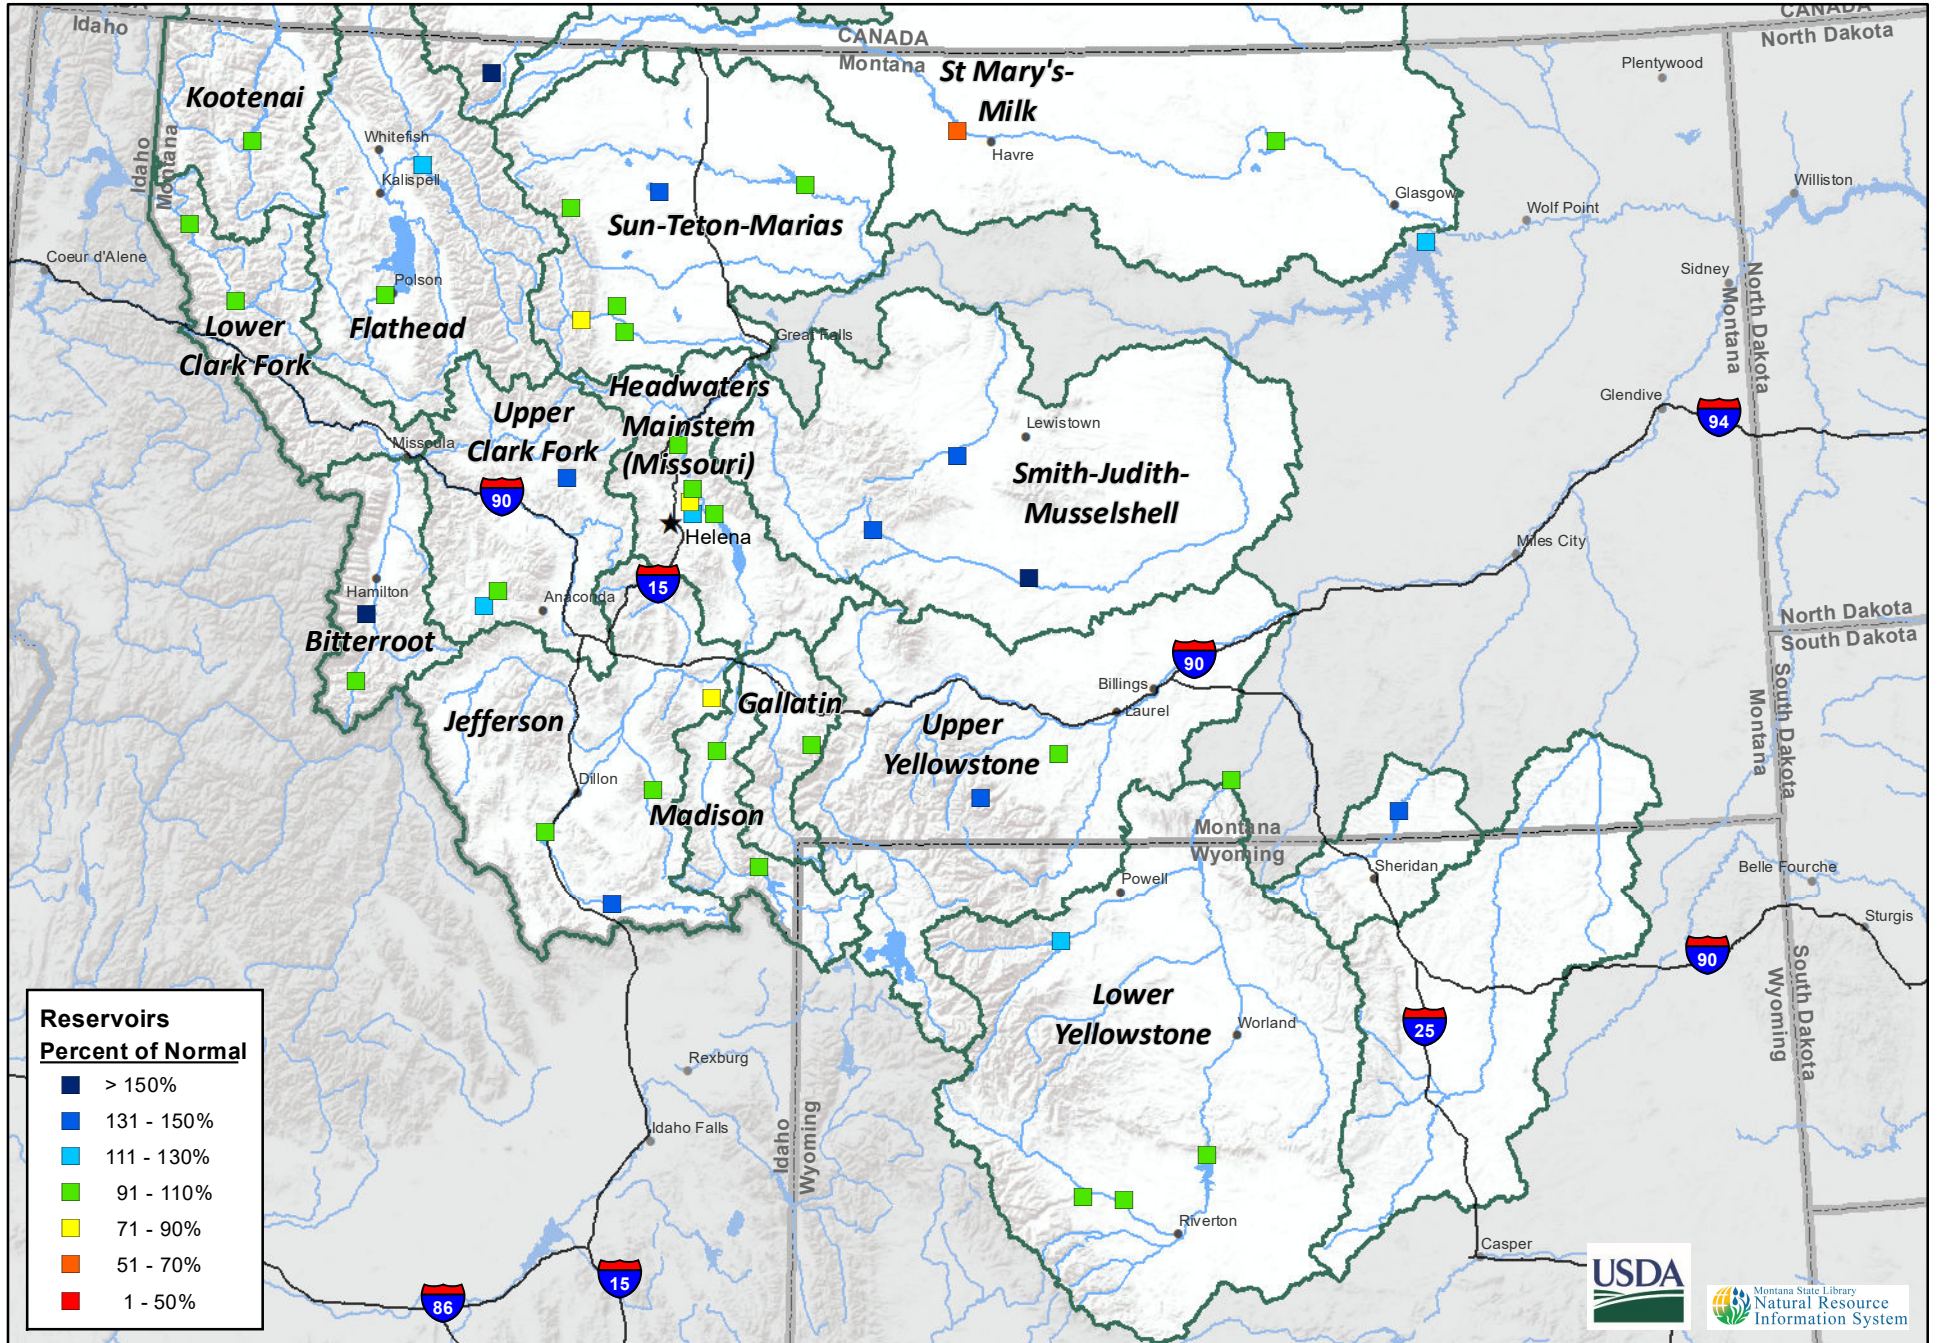 CANADA
Idaho
CANADA
Montana
CANADA
North Dakota
Kootenai
St Mary's-
Milk
Plentywood
Whitefish
Idaho
Montana
Kalispell
Havre
Glasgow
Williston
Wolf Point
Sun-Teton-Marias
Coeur d'Alene
Polson
Sidney
Montana
North Dakota
Lower
Clark Fork
Flathead
Great Falls
Headwaters
Mainstem
(Missouri)
Upper
Clark Fork
Glendive
94
Lewistown
Missoula
Smith-Judith-
Musselshell
90
Helena
Miles City
15
Hamilton
Anaconda
North Dakota
South Dakota
Bitterroot
90
Billings
Laurel
Gallatin
Jefferson
Upper
Yellowstone
Montana
South Dakota
Dillon
Madison
Montana
Wyoming
Sheridan
Powell
Belle Fourche
Sturgis
90
South Dakota
Wyoming
Lower
Yellowstone
Worland
25
Reservoirs
Percent of Normal
> 150%
131 - 150%
111 - 130%
91 - 110%
71 - 90%
51 - 70%
1 - 50%
Rexburg
Idaho Falls
Idaho
Wyoming
Riverton
Casper
15
86
USDA
Montana State Library
Natural Resource
Information System